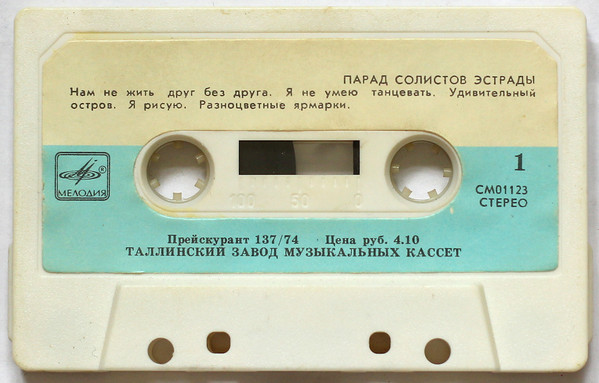 ПАРАД СОЛИСТОВ ЭСТРАДЫ
Нам не жить друг без друга. Я не умею танцевать. Удивительный
остров. Я рисую. Разноцветные ярмарки.
®
МЕЛОДИЯ
1
СМ01123
СТЕРЕО
100 50 0
Прейскурант 137/74 Цена руб. 4.10
ТАЛЛИНСКИЙ ЗАВОД МУЗЫКАЛЬНЫХ КАССЕТ